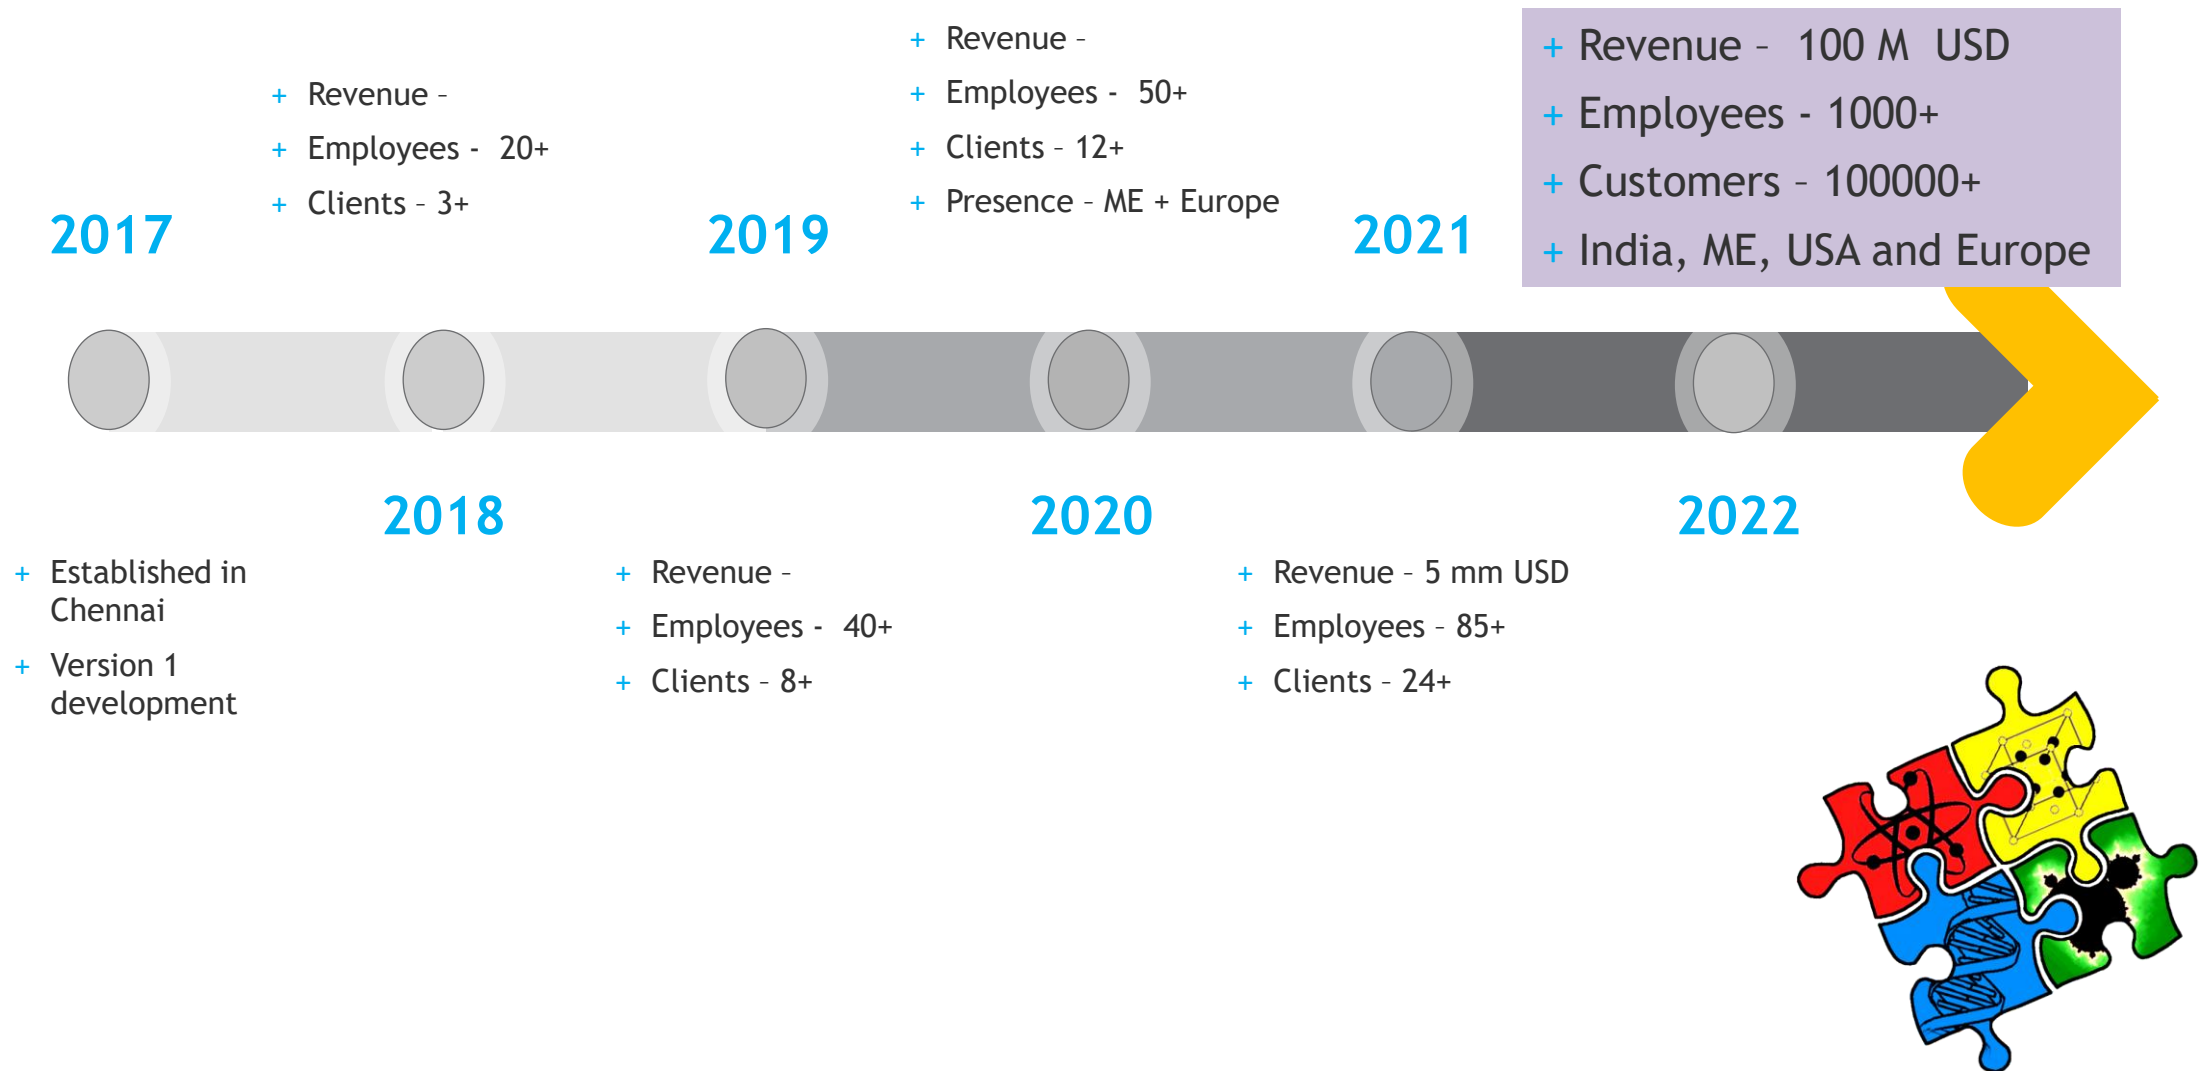 2017
+ Established in
Chennai
+ Version 1
development
+ Revenue –
+ Employees - 20+
+ Clients – 3+
2018
+ Revenue –
+ Employees - 40+
+ Clients – 8+
2019
+ Revenue –
+ Employees - 50+
+ Clients – 12+
+ Presence – ME + Europe
2020
+ Revenue – 5 mm USD
+ Employees – 85+
+ Clients – 24+
2021
+ Revenue – 100 M USD
+ Employees - 1000+
+ Customers – 100000+
+ India, ME, USA and Europe
2022